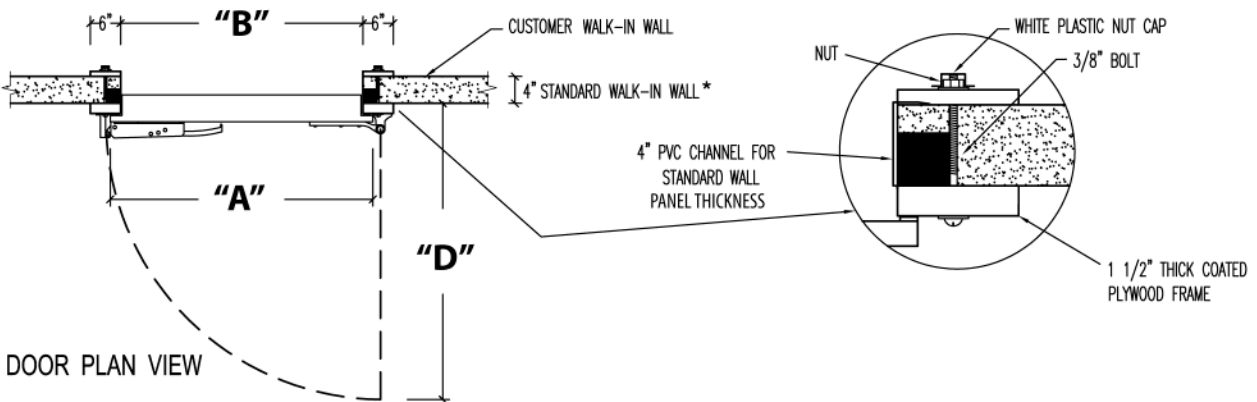 6"
“B”
6"
CUSTOMER WALK-IN WALL
4" STANDARD WALK-IN WALL*
“A”
“D”
DOOR PLAN VIEW
WHITE PLASTIC NUT CAP
NUT
3/8" BOLT
4" PVC CHANNEL FOR
STANDARD WALL
PANEL THICKNESS
1 1/2" THICK COATED
PLYWOOD FRAME